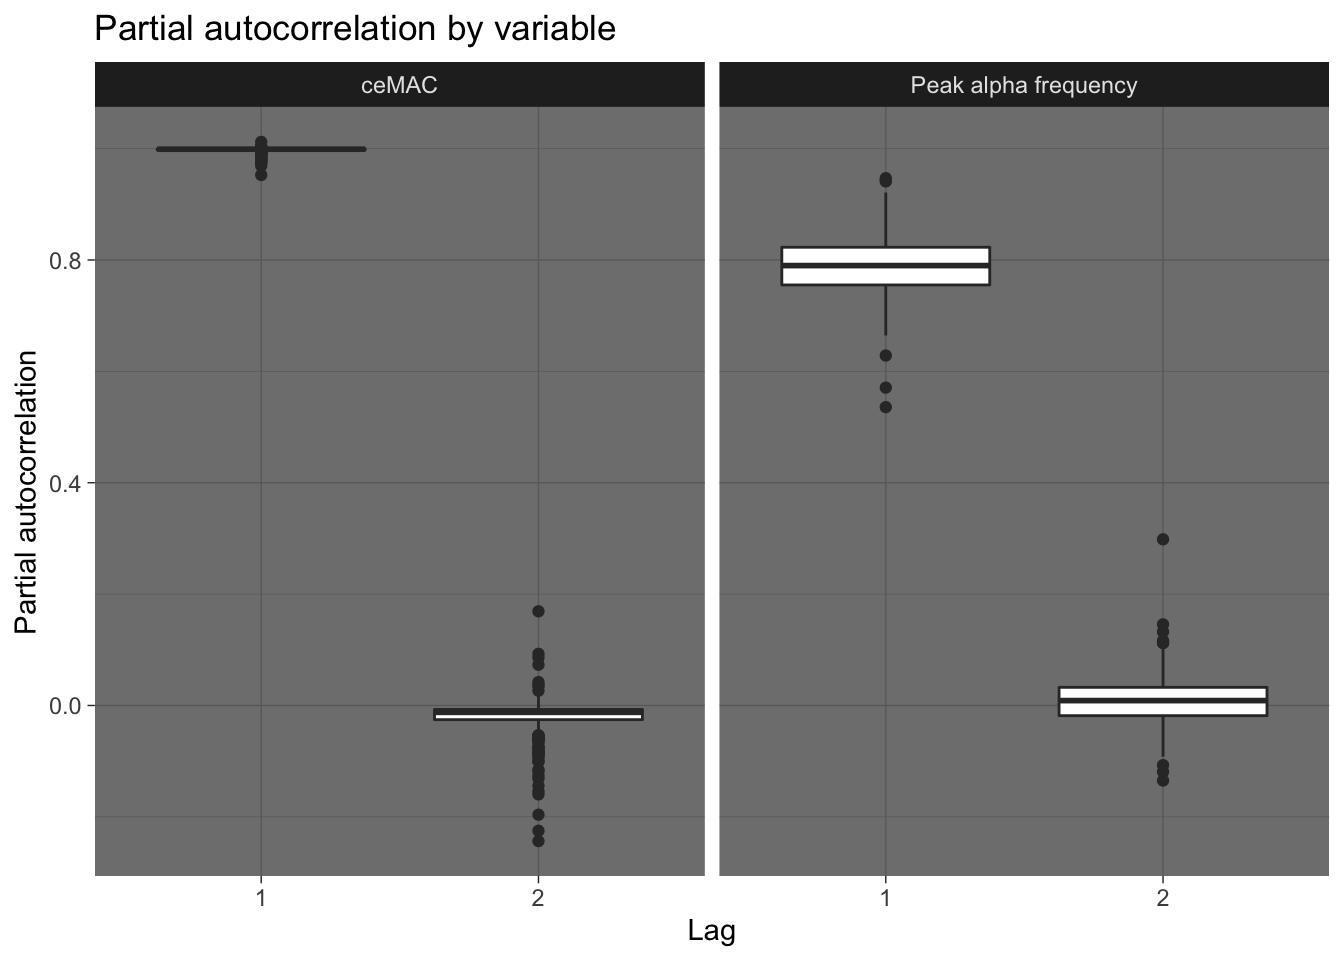 Partial autocorrelation by variable
ceMAC
Peak alpha frequency
Partial autocorrelation
0.8
0.4
0.0
1
2
1
2
Lag